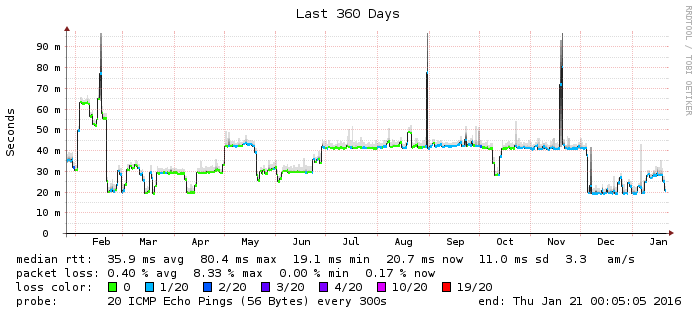 Last 360 Days
RRDTOOL / TOBI OETIKER
Seconds
90 m
80 m
70 m
60 m
50 m
40 m
30 m
20 m
10 m
0
Feb Mar Apr May Jun Jul Aug Sep Oct Nov Dec Jan
median rtt: 35.9 ms avg 80.4 ms max 19.1 ms min 20.7 ms now 11.0 ms sd 3.3 am/s
packet loss: 0.40 % avg 8.33 % max 0.00 % min 0.17 % now
loss color: 0 1/20 2/20 3/20 4/20 10/20 19/20
probe: 20 ICMP Echo Pings (56 Bytes) every 300s end: Thu Jan 21 00:05:05 2016